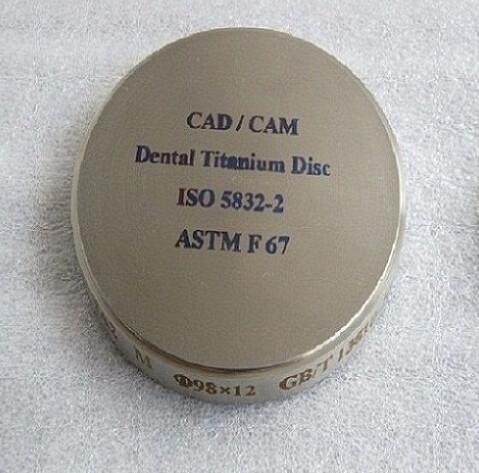 CAD / CAM
Dental Titanium Disc
ISO 5832-2
ASTM F 67
M Φ98×12 GB/T